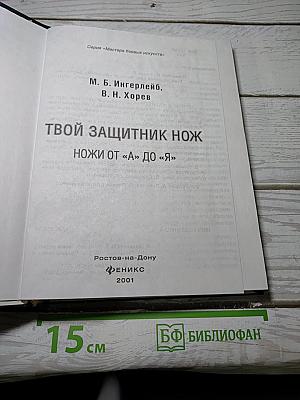 Серия «Мастера боевых искусств»
М. Б. Ингерлейб,
В. Н. Хорев
ТВОЙ ЗАЩИТНИК НОЖ
НОЖИ ОТ «А» ДО «Я»
Ростов-на-Дону
ФЕНИКС
2001
15 см
БФ БИБЛИОФАН